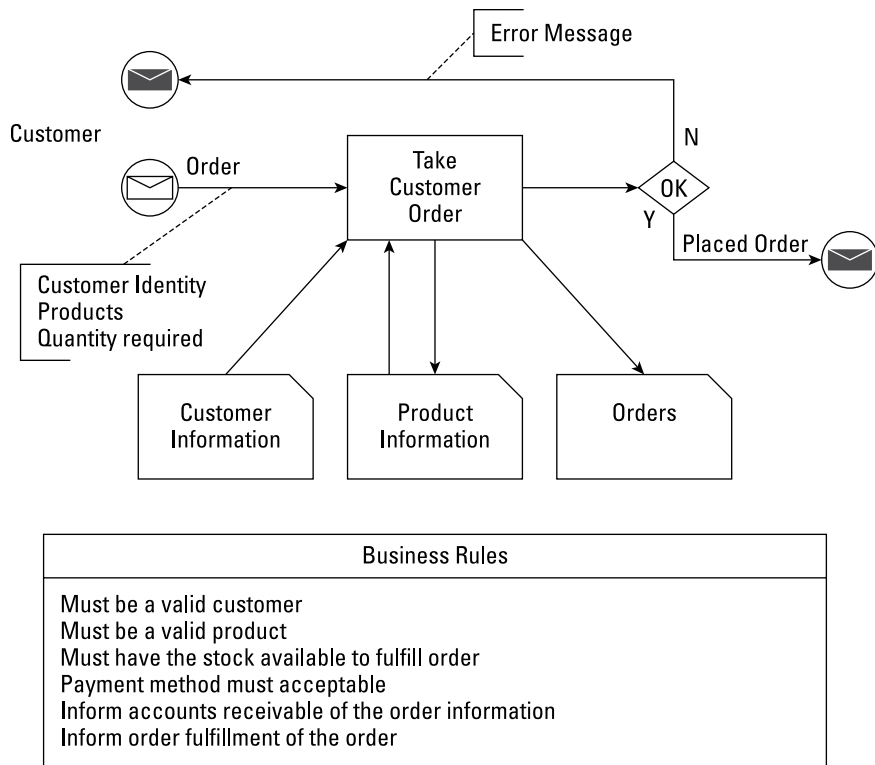 Error Message
N
Customer
Order
Take
Customer
Order
OK
Y
Placed Order
Customer Identity
Products
Quantity required
Customer
Information
Product
Information
Orders
Business Rules
Must be a valid customer
Must be a valid product
Must have the stock available to fulfill order
Payment method must acceptable
Inform accounts receivable of the order information
Inform order fulfillment of the order